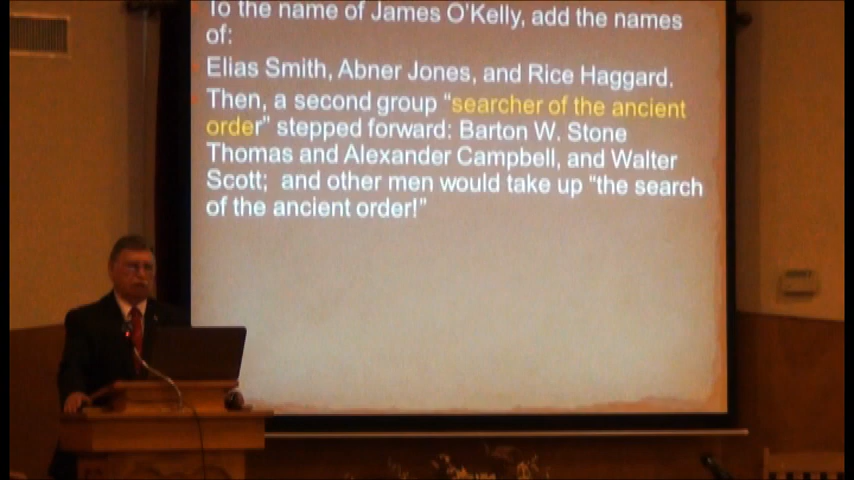 To the name of James O'Kelly, add the names
of:
Elias Smith, Abner Jones, and Rice Haggard.
Then, a second group "searcher of the ancient
order" stepped forward: Barton W. Stone
Thomas and Alexander Campbell, and Walter
Scott; and other men would take up "the search
of the ancient order!"